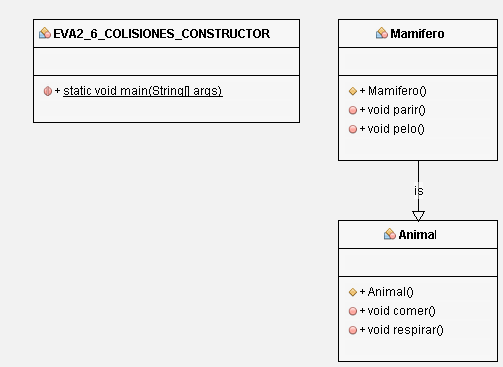 EVA2_6_COLISIONES_CONSTRUCTOR
+ static void main(String[] args)
Mamifero
+ Mamifero()
+ void parir()
+ void pelo()
is
Animal
+ Animal()
+ void comer()
+ void respirar()